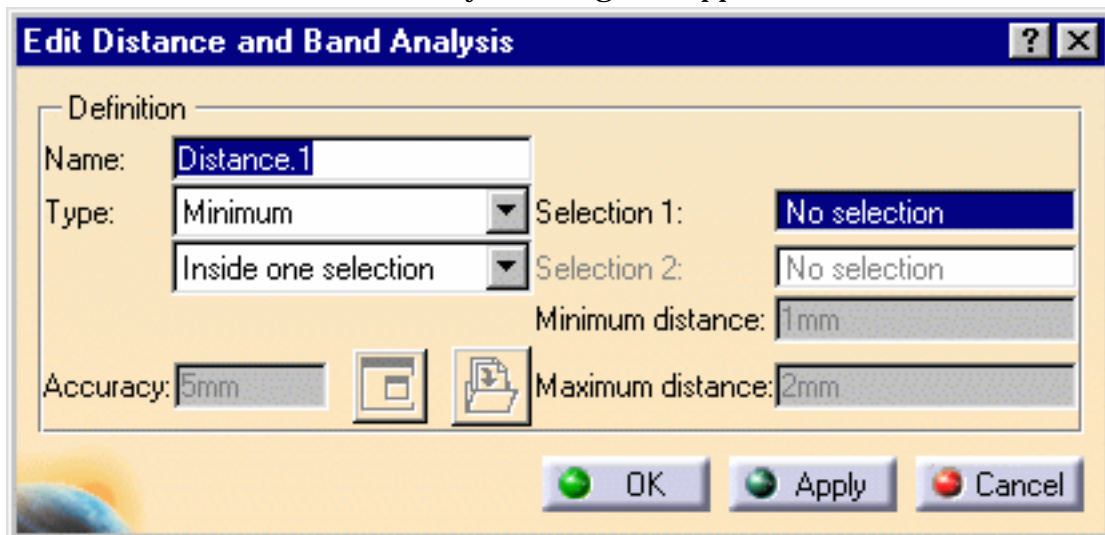 Edit Distance and Band Analysis
Definition
Name: Distance.1
Type: Minimum Selection 1: No selection
Inside one selection Selection 2: No selection
Minimum distance: 1mm
Accuracy: 5mm Maximum distance: 2mm
OK Apply Cancel